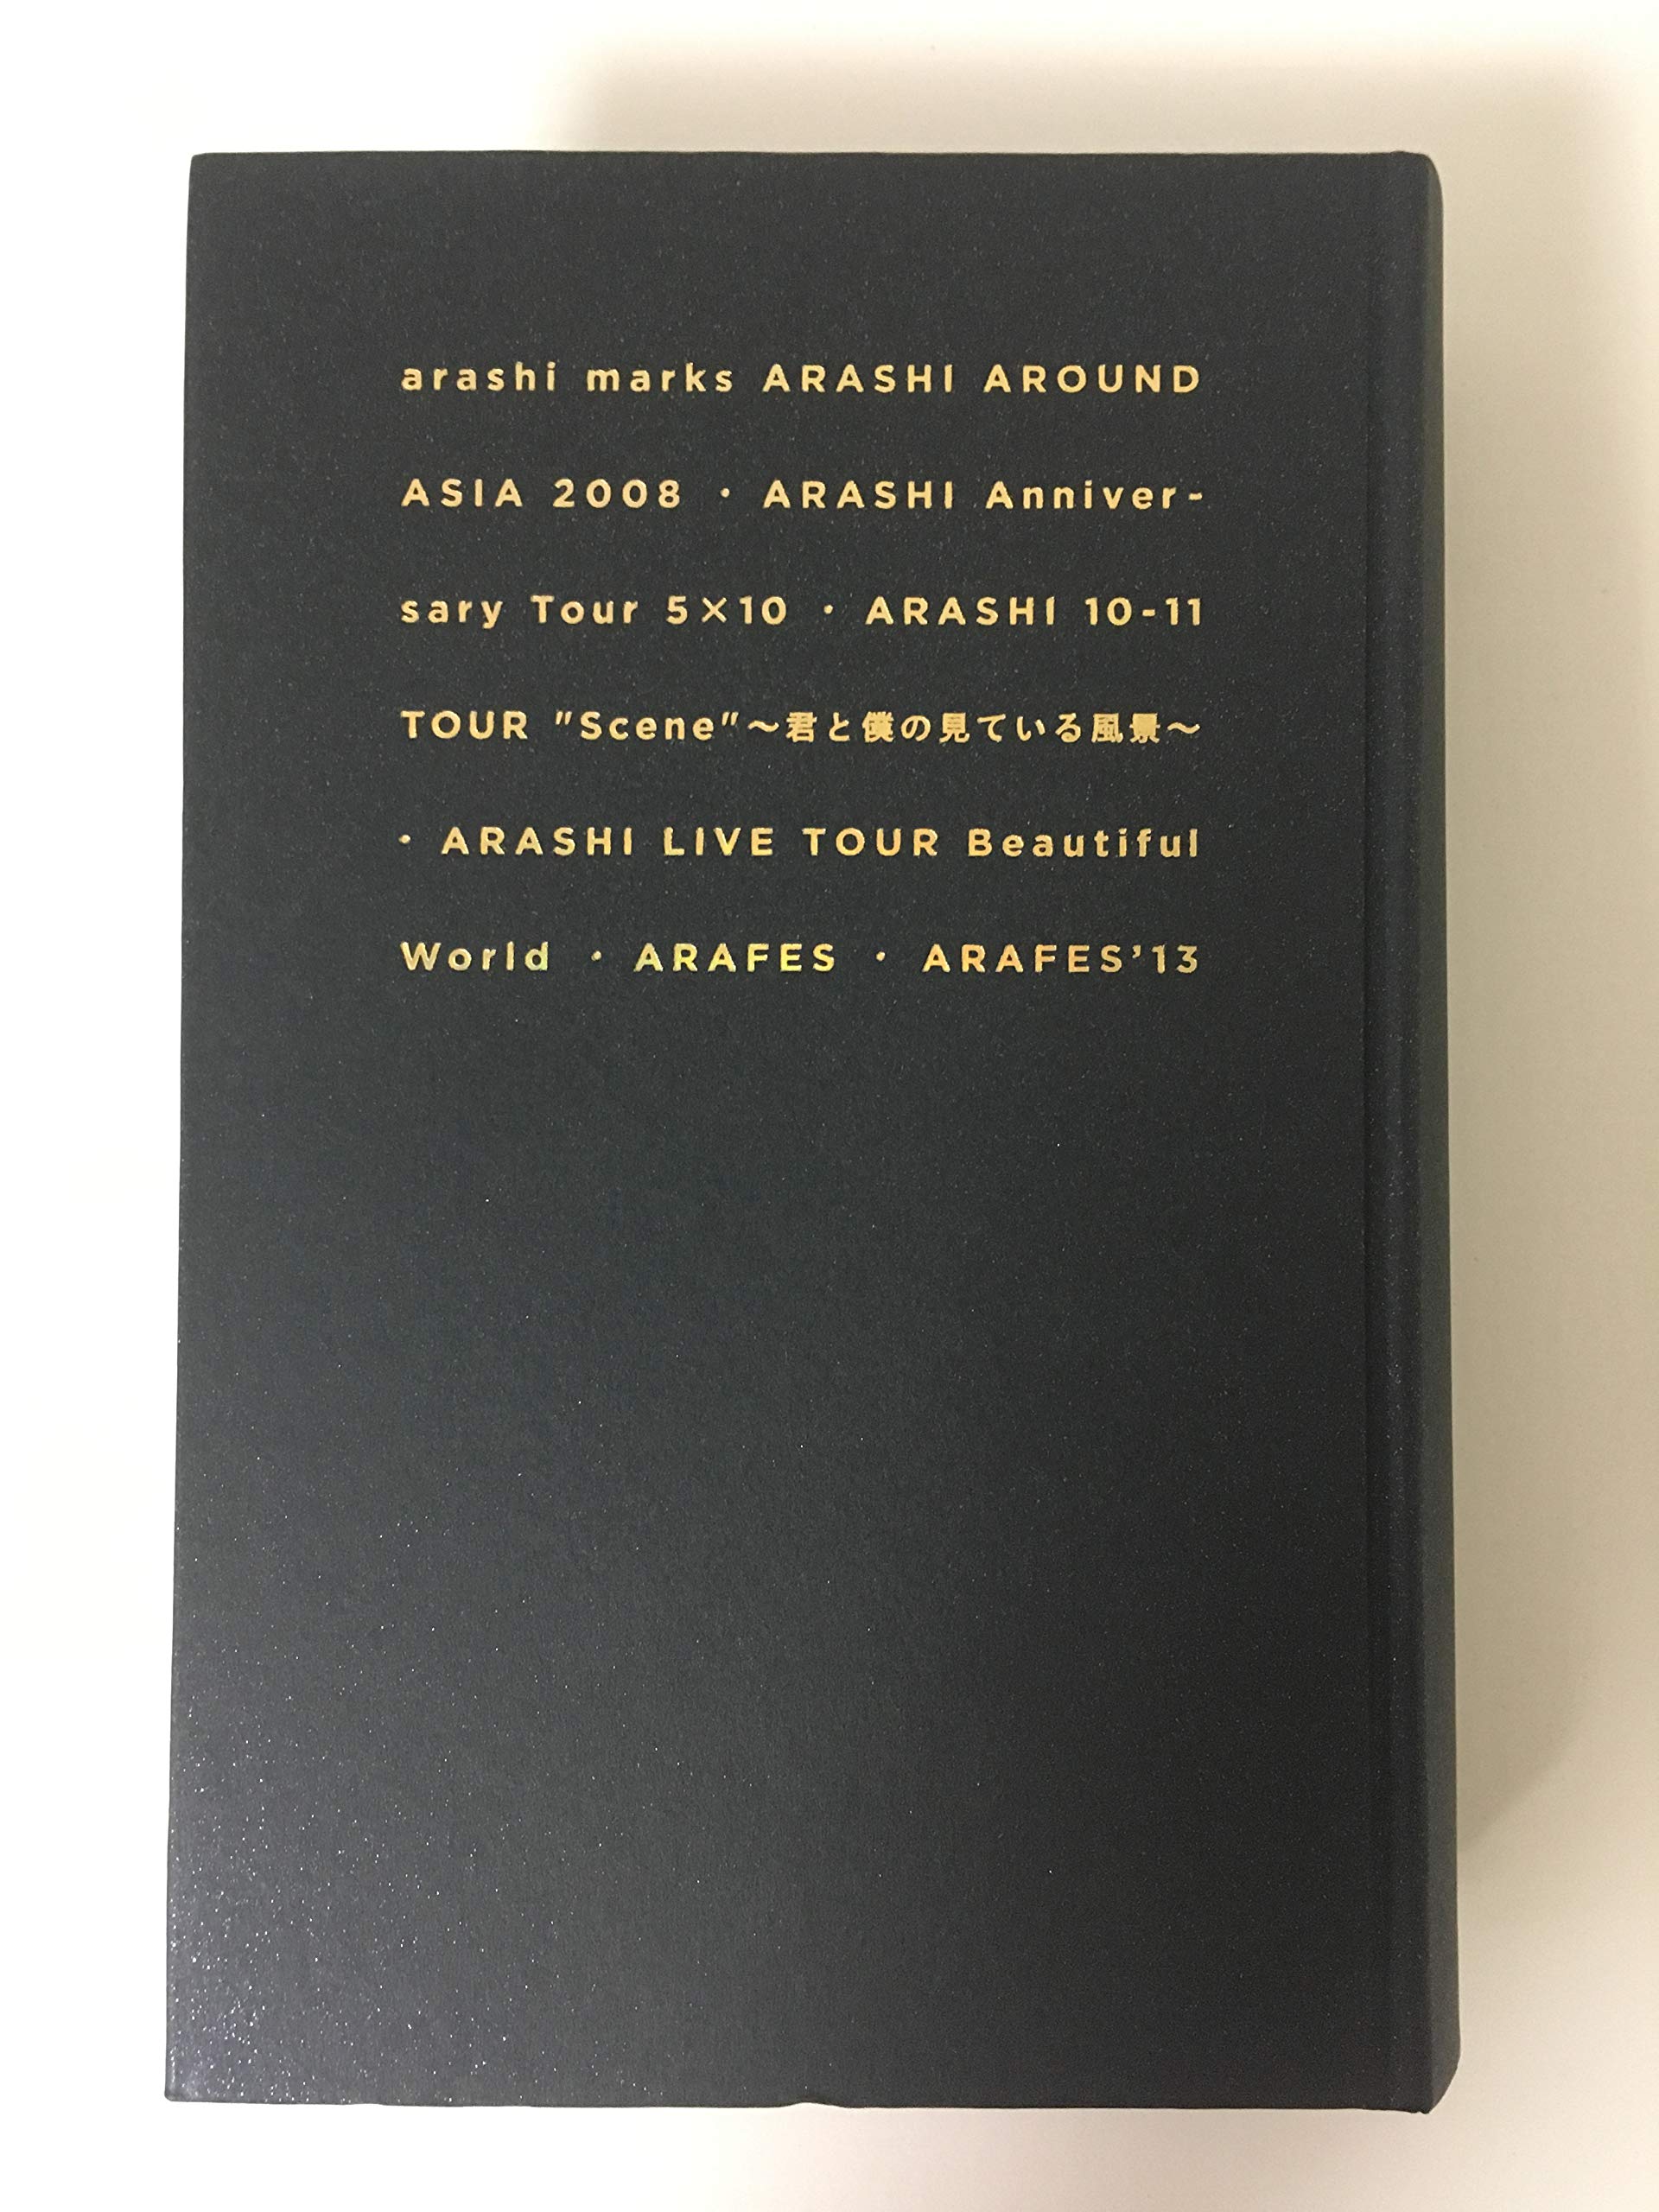 arashi marks ARASHI AROUND
ASIA 2008 · ARASHI Anniver-
sary Tour 5×10 · ARASHI 10-11
TOUR "Scene"～君と僕の見ている風景～
· ARASHI LIVE TOUR Beautiful
World · ARAFES · ARAFES’13